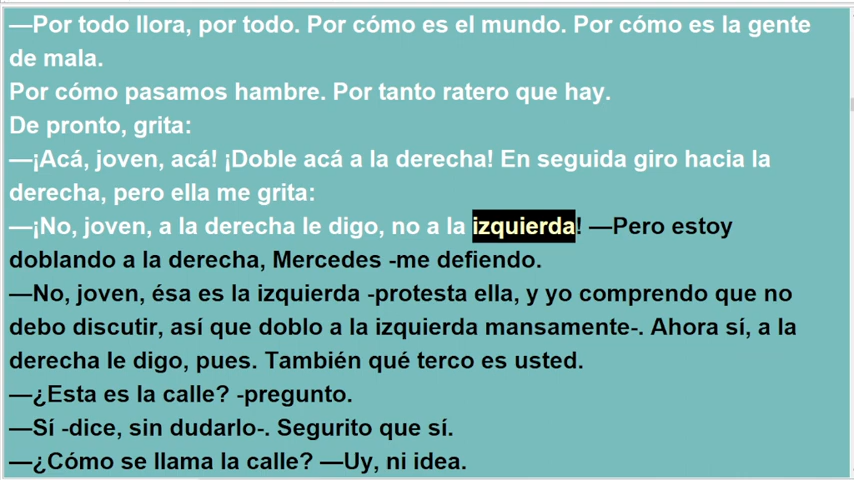 —Por todo llora, por todo. Por cómo es el mundo. Por cómo es la gente
de mala.
Por cómo pasamos hambre. Por tanto ratero que hay.
De pronto, grita:
—¡Acá, joven, acá! ¡Doble acá a la derecha! En seguida giro hacia la
derecha, pero ella me grita:
—¡No, joven, a la derecha le digo, no a la izquierda! —Pero estoy
doblando a la derecha, Mercedes -me defiendo.
—No, joven, ésa es la izquierda -protesta ella, y yo comprendo que no
debo discutir, así que doblo a la izquierda mansamente-. Ahora sí, a la
derecha le digo, pues. También qué terco es usted.
—¿Esta es la calle? -pregunto.
—Sí -dice, sin dudarlo-. Segurito que sí.
—¿Cómo se llama la calle? —Uy, ni idea.